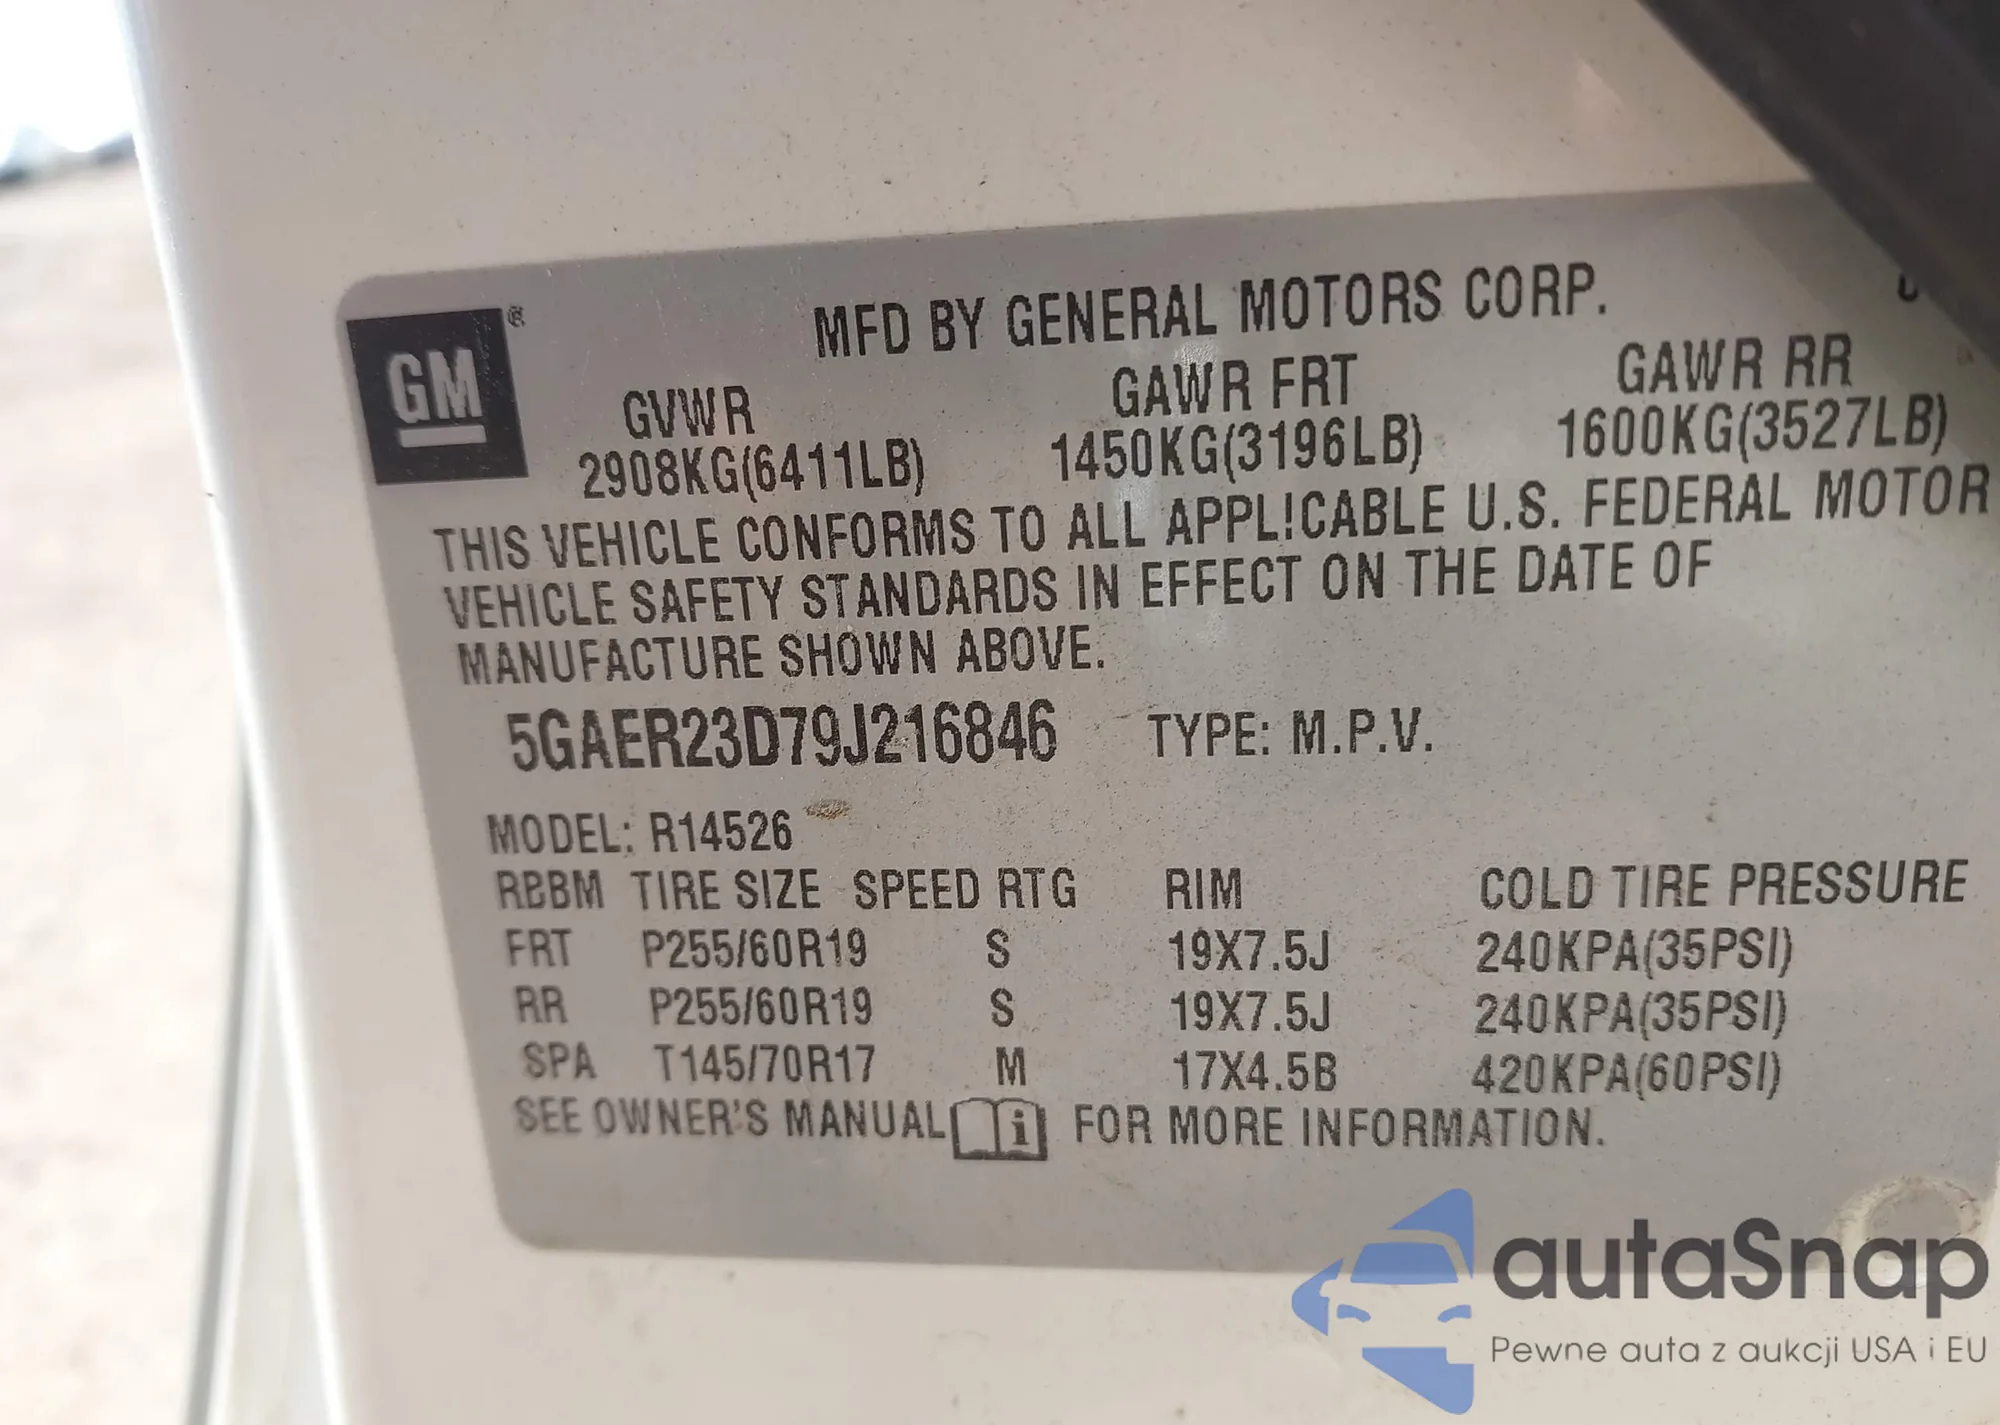 MFD BY GENERAL MOTORS CORP.
GM ®
GVWR GAWR FRT GAWR RR
2908KG(6411LB) 1450KG(3196LB) 1600KG(3527LB)
THIS VEHICLE CONFORMS TO ALL APPL!CABLE U.S. FEDERAL MOTOR
VEHICLE SAFETY STANDARDS IN EFFECT ON THE DATE OF
MANUFACTURE SHOWN ABOVE.
5GAER23D79J216846 TYPE: M.P.V.
MODEL: R14526
RBBM TIRE SIZE SPEED RTG RIM COLD TIRE PRESSURE
FRT P255/60R19 S 19X7.5J 240KPA(35PSI)
RR P255/60R19 S 19X7.5J 240KPA(35PSI)
SPA T145/70R17 M 17X4.5B 420KPA(60PSI)
SEE OWNER'S MANUAL i FOR MORE INFORMATION.
autaSnap
Pewne auta z aukcji USA i EU